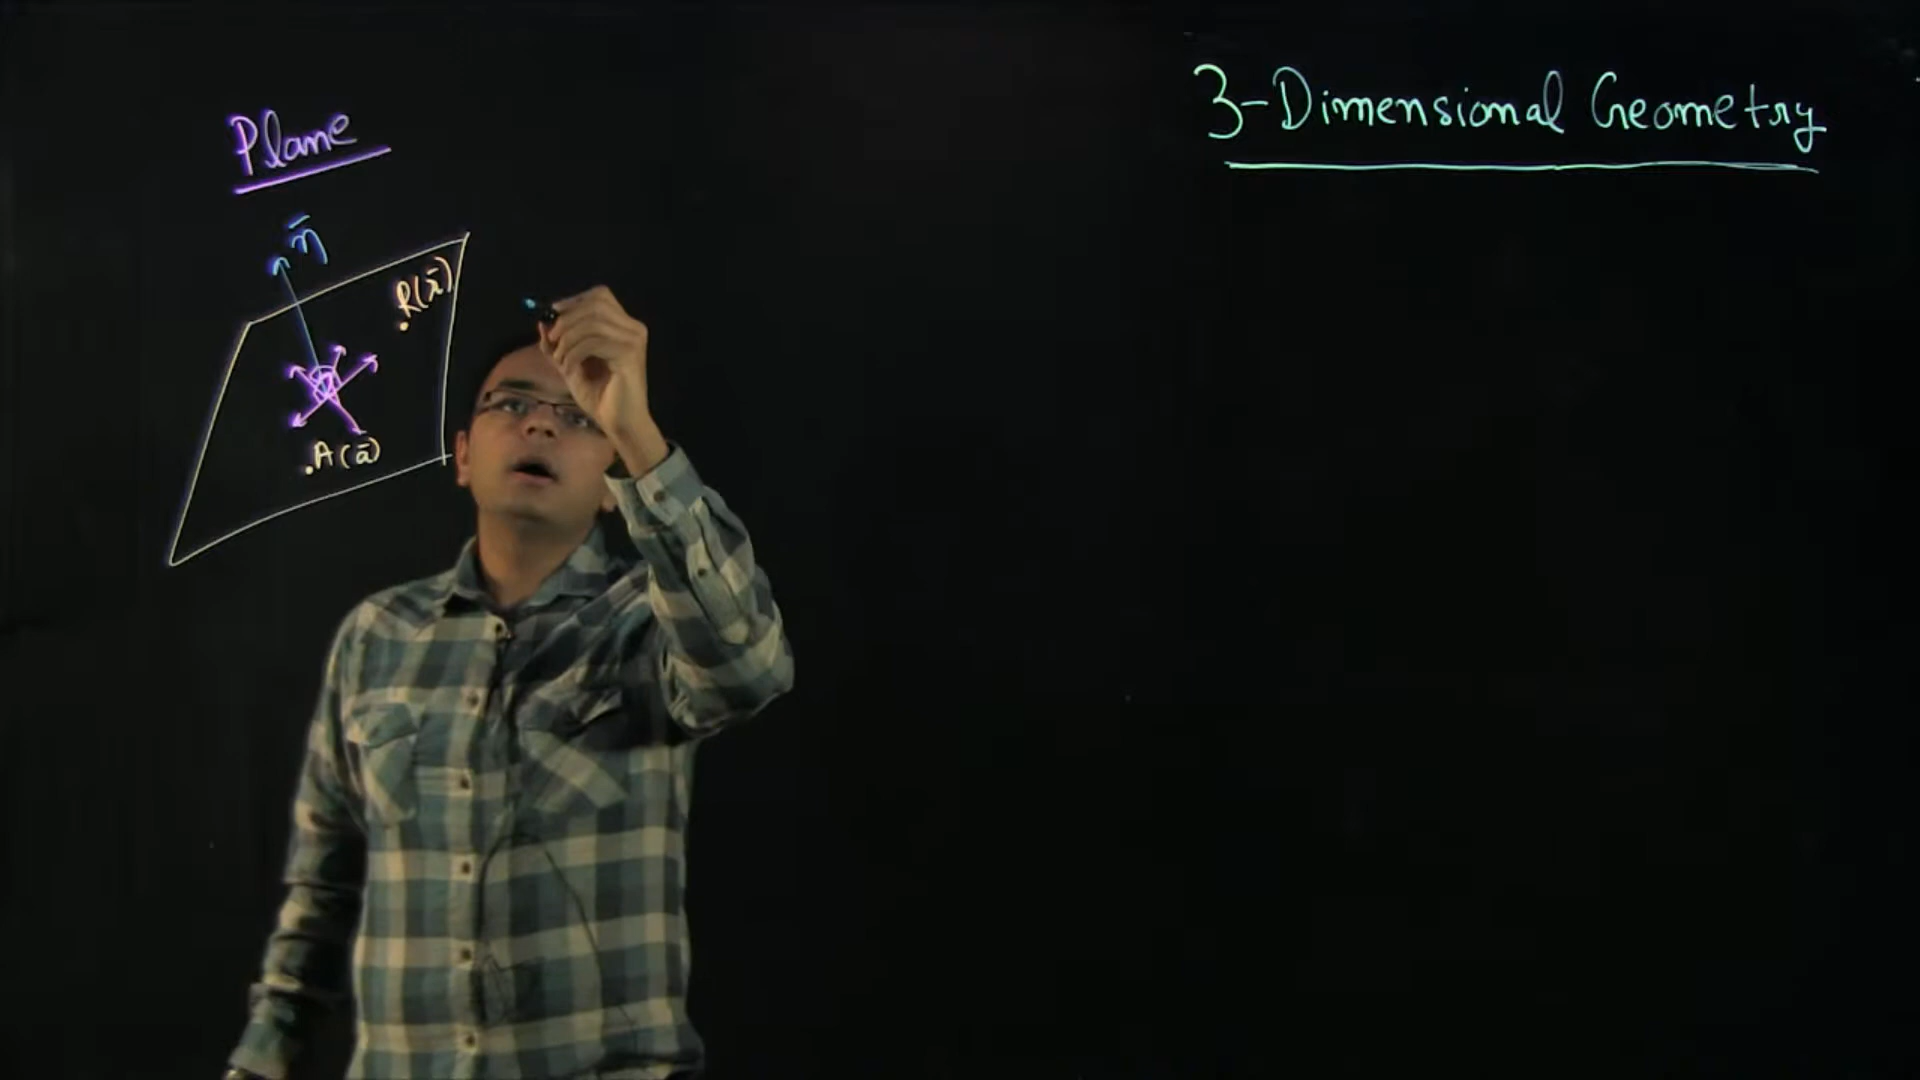 3-Dimensional Geometry
Plane
n̄
R(r̄)
A(ā)